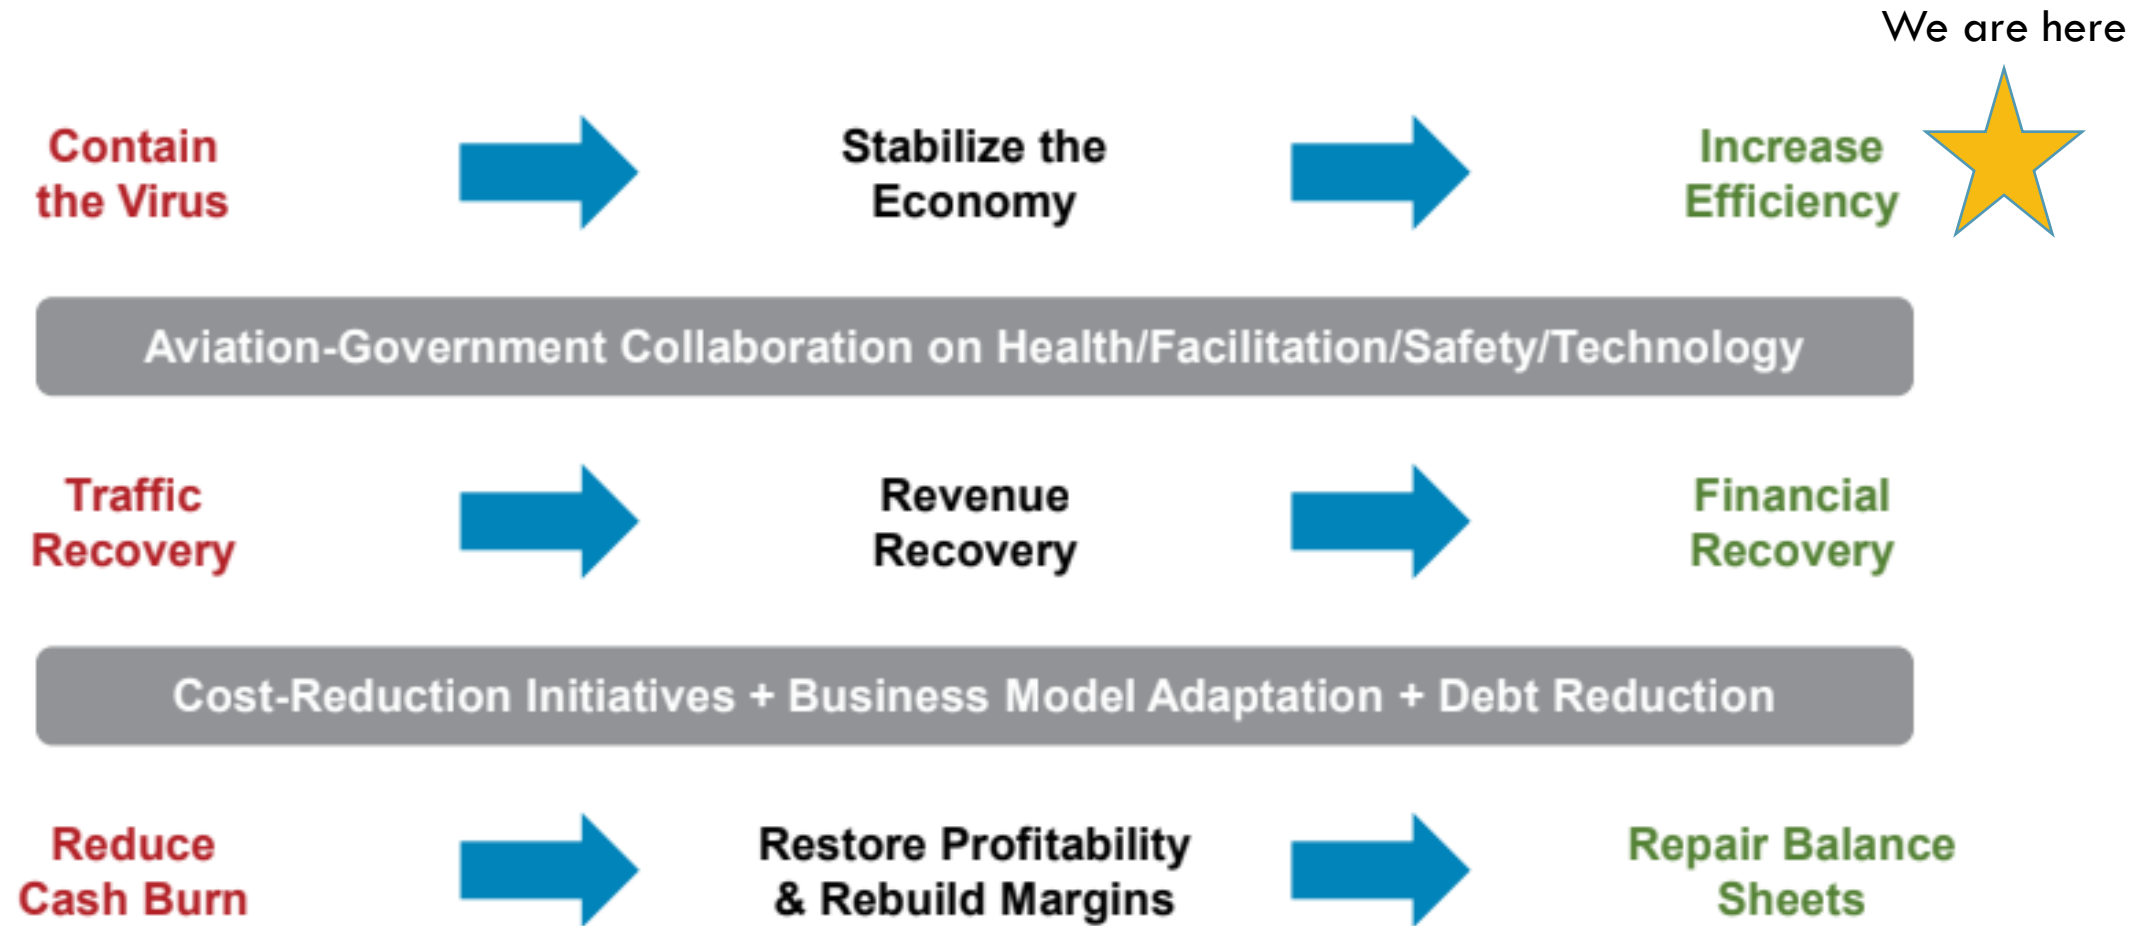 We are here
Contain
the Virus
Stabilize the
Economy
Increase
Efficiency
Aviation-Government Collaboration on Health/Facilitation/Safety/Technology
Traffic
Recovery
Revenue
Recovery
Financial
Recovery
Cost-Reduction Initiatives + Business Model Adaptation + Debt Reduction
Reduce
Cash Burn
Restore Profitability
& Rebuild Margins
Repair Balance
Sheets